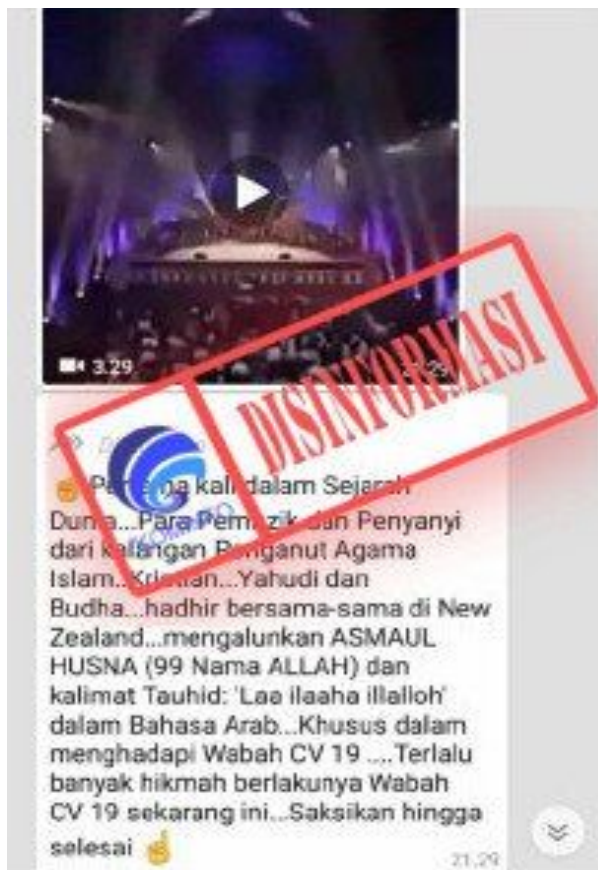 3.29
DISINFORMASI
kali dalam Sejarah
Dunia...Para Pemuzik dan Penyanyi
dari kalangan Penganut Agama
Islam..Kristian...Yahudi dan
Budha...hadhir bersama-sama di New
Zealand...mengalunkan ASMAUL
HUSNA (99 Nama ALLAH) dan
kalimat Tauhid: 'Laa ilaaha illalloh'
dalam Bahasa Arab...Khusus dalam
menghadapi Wabah CV 19 ....Terlalu
banyak hikmah berlakunya Wabah
CV 19 sekarang ini...Saksikan hingga
selesai ☝
21.29